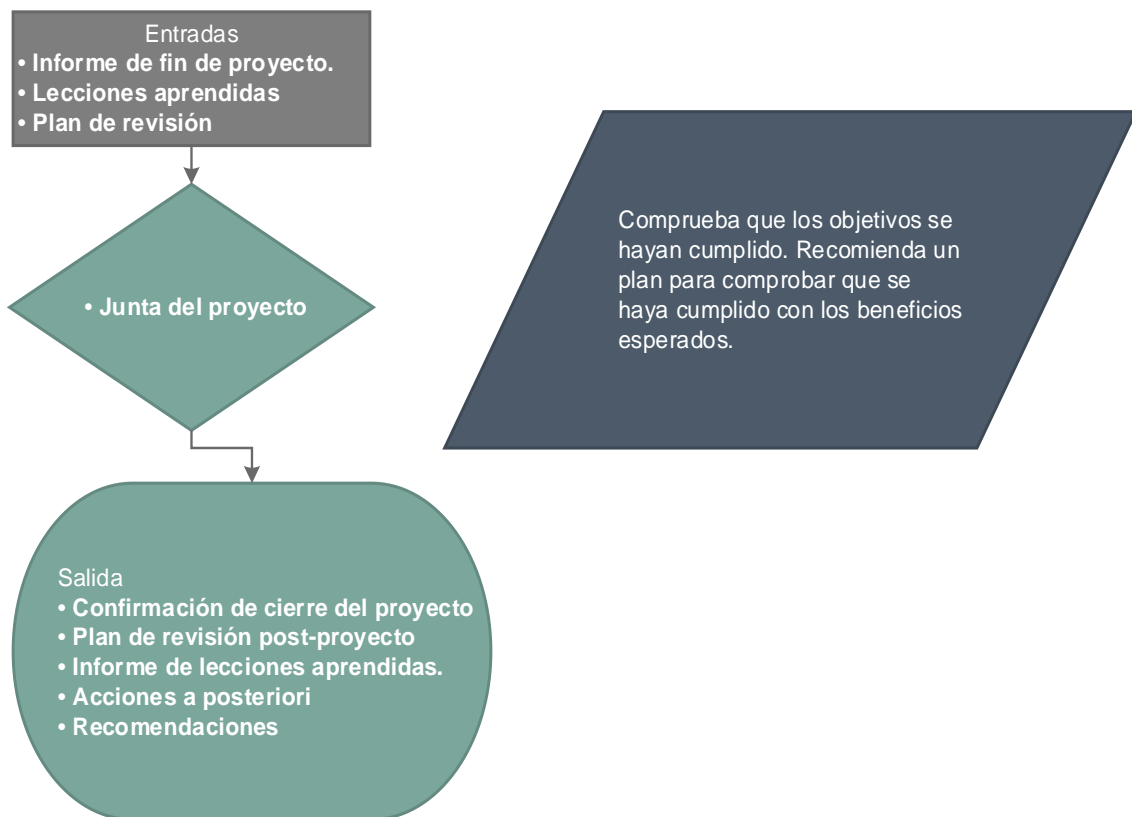 Entradas
• Informe de fin de proyecto.
• Lecciones aprendidas
• Plan de revisión
• Junta del proyecto
Comprueba que los objetivos se
hayan cumplido. Recomienda un
plan para comprobar que se
haya cumplido con los beneficios
esperados.
Salida
• Confirmación de cierre del proyecto
• Plan de revisión post-proyecto
• Informe de lecciones aprendidas.
• Acciones a posteriori
• Recomendaciones